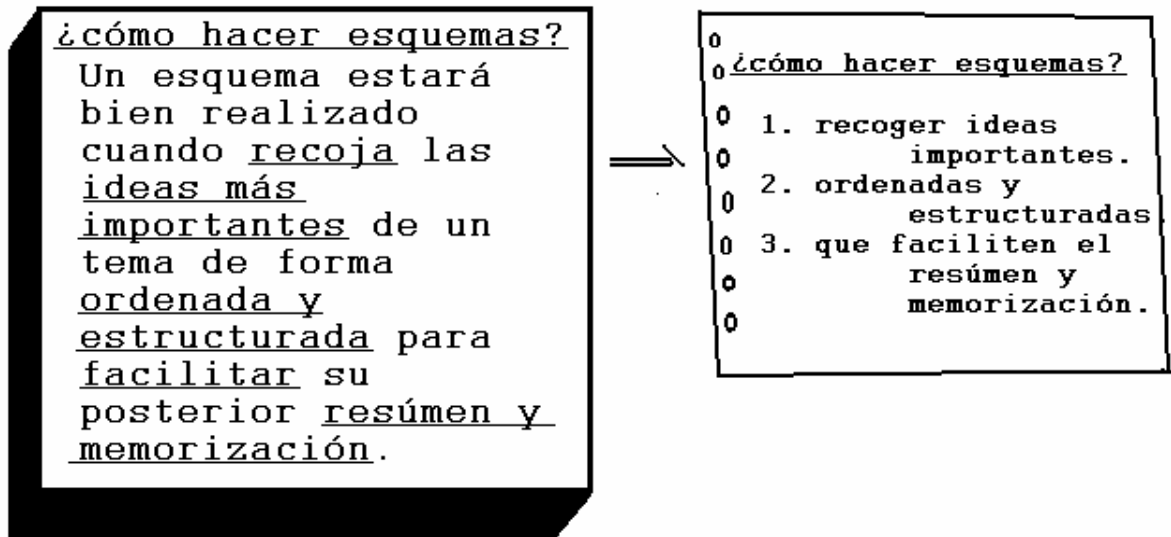 ¿cómo hacer esquemas?
Un esquema estará
bien realizado
cuando recoja las
ideas más
importantes de un
tema de forma
ordenada y
estructurada para
facilitar su
posterior resúmen y
memorización.
¿cómo hacer esquemas?
1. recoger ideas
importantes.
2. ordenadas y
estructuradas
3. que faciliten el
resúmen y
memorización.